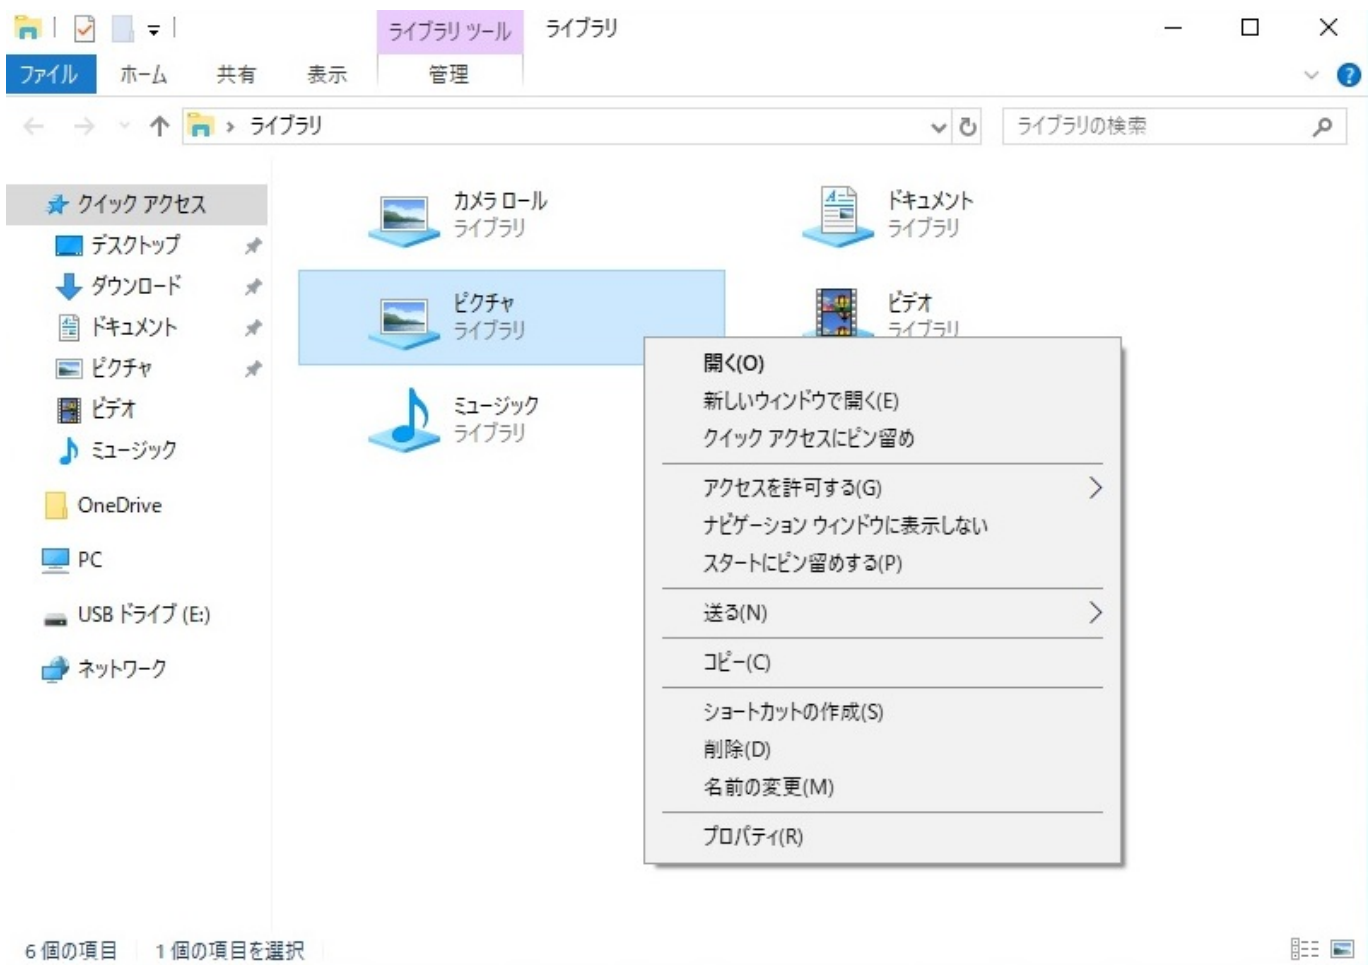 ライブラリ ツール
ライブラリ
ファイル
ホーム
共有
表示
管理
ライブラリ
ライブラリの検索
クイック アクセス
デスクトップ
ダウンロード
ドキュメント
ピクチャ
ビデオ
ミュージック
OneDrive
PC
USB ドライブ (E:)
ネットワーク
カメラ ロール
ライブラリ
ドキュメント
ライブラリ
ピクチャ
ライブラリ
ビデオ
ライブラリ
ミュージック
ライブラリ
開く(O)
新しいウィンドウで開く(E)
クイック アクセスにピン留め
アクセスを許可する(G)
ナビゲーション ウィンドウに表示しない
スタートにピン留めする(P)
送る(N)
コピー(C)
ショートカットの作成(S)
削除(D)
名前の変更(M)
プロパティ(R)
6 個の項目
1 個の項目を選択